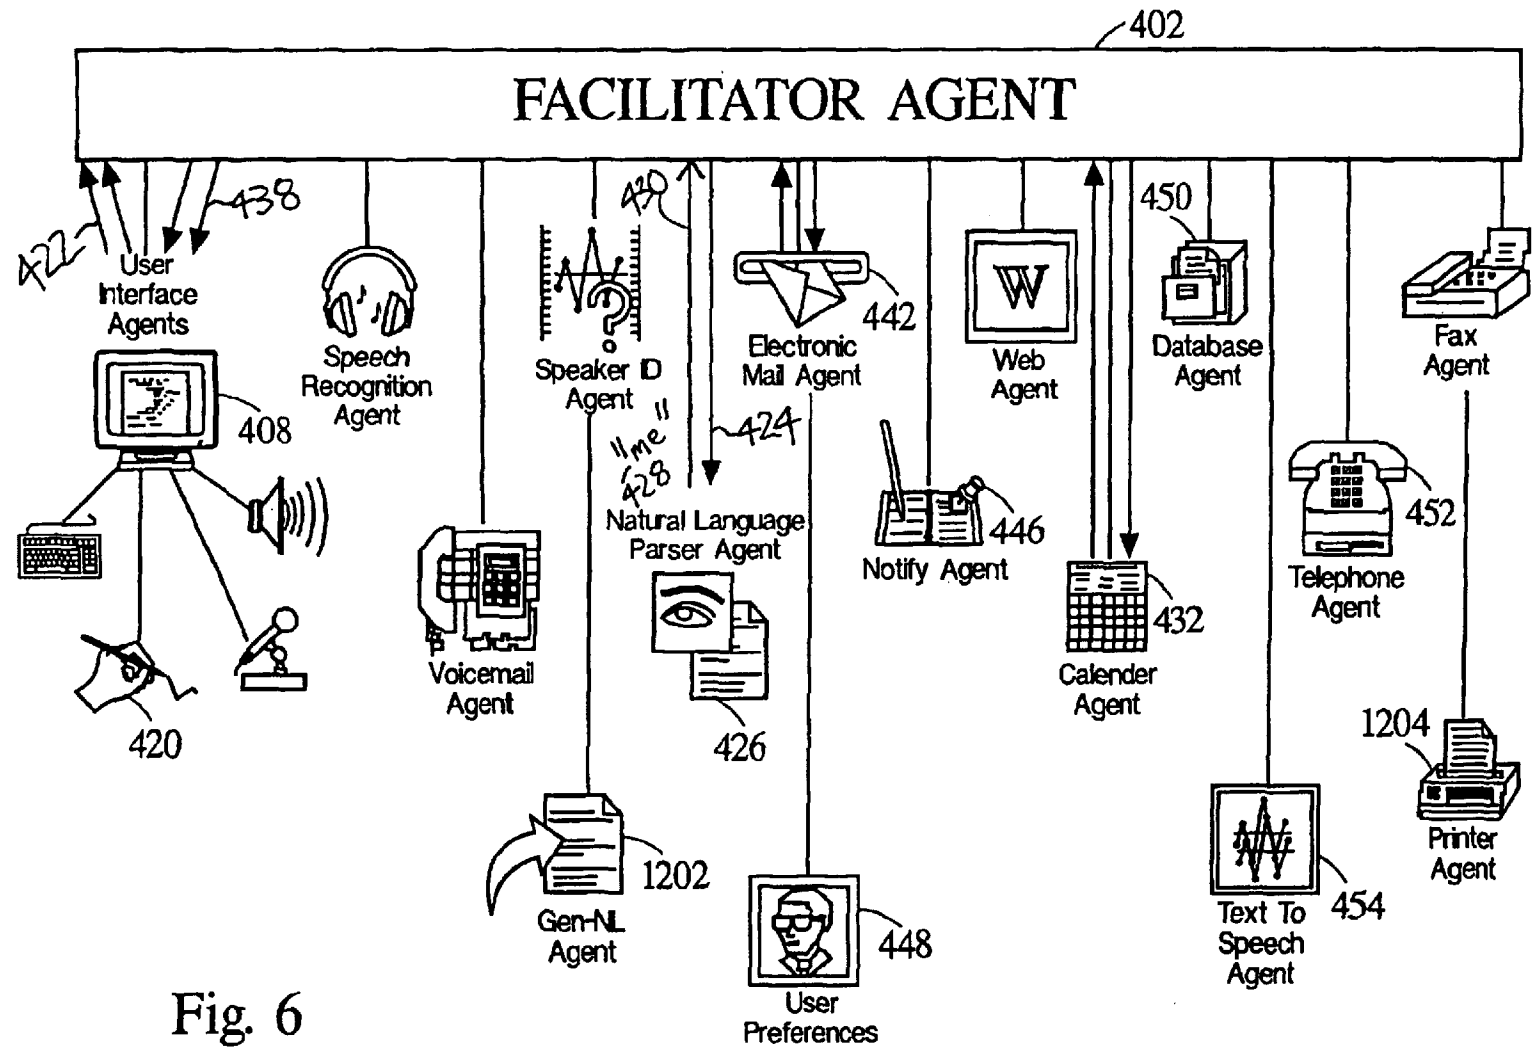 402
FACILITATOR AGENT
422
438
User
Interface
Agents
408
420
Speech
Recognition
Agent
Voicemail
Agent
Speaker ID
Agent
1202
Gen-NL
Agent
430
424
"me"
428
Natural Language
Parser Agent
426
442
Electronic
Mail Agent
448
User
Preferences
446
Notify Agent
W
Web
Agent
432
Calender
Agent
450
Database
Agent
454
Text To
Speech
Agent
452
Telephone
Agent
Fax
Agent
1204
Printer
Agent
Fig. 6